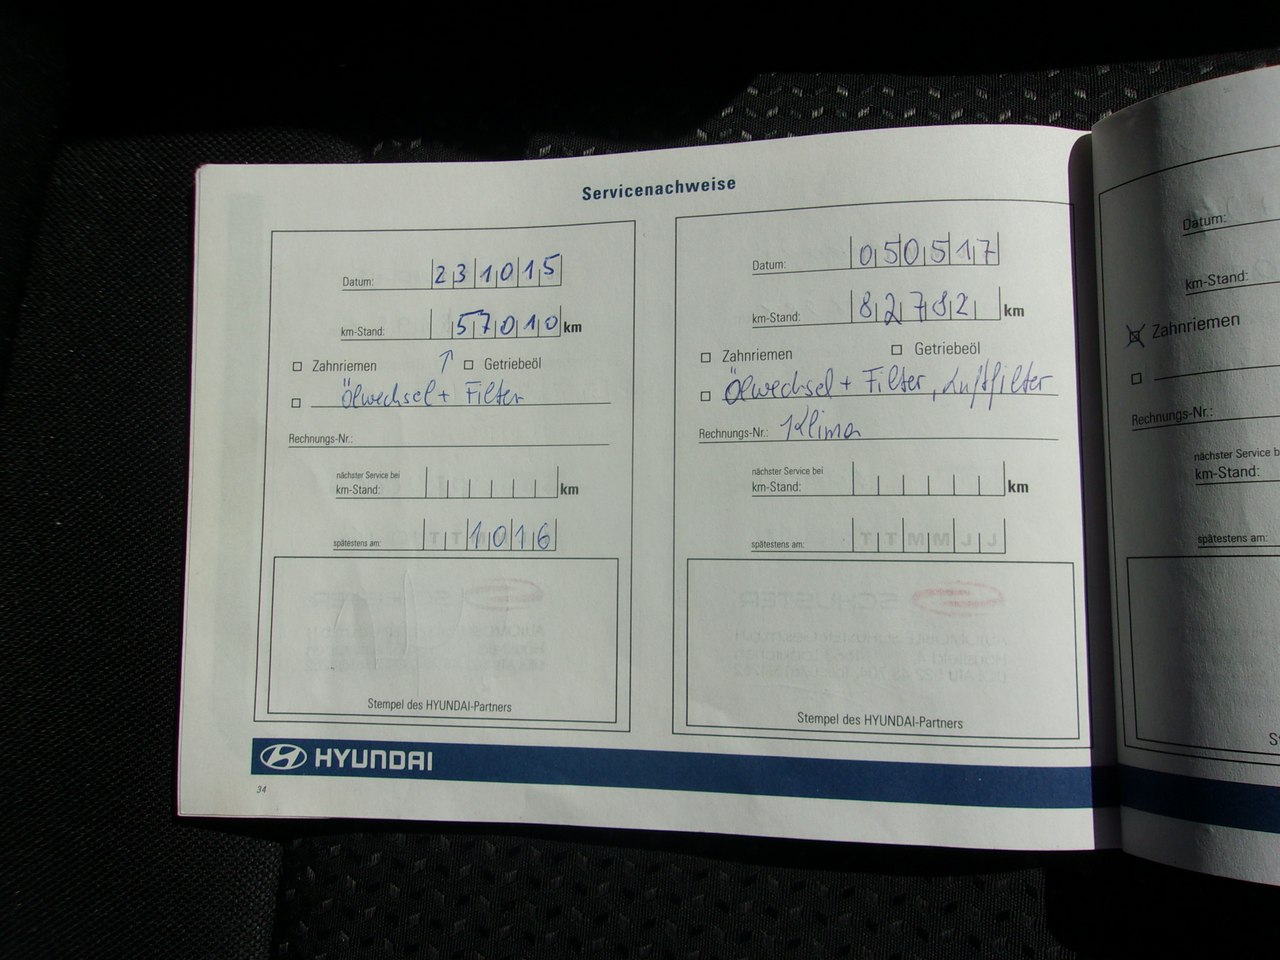 Servicenachweise
Datum: 231015
km-Stand: 57010 km
Zahnriemen Getriebeöl
Ölwechsel + Filter
Rechnungs-Nr.:
nächster Service bei
km-Stand: km
spätestens am: 1016
Stempel des HYUNDAI-Partners
Datum: 050517
km-Stand: 82782 km
Zahnriemen Getriebeöl
Ölwechsel + Filter, Luftfilter
Rechnungs-Nr.: Klima
nächster Service bei
km-Stand: km
spätestens am:
Stempel des HYUNDAI-Partners
HYUNDAI
34
Datum:
km-Stand:
Zahnriemen
Rechnungs-Nr.:
nächster Service
km-Stand:
spätestens am: